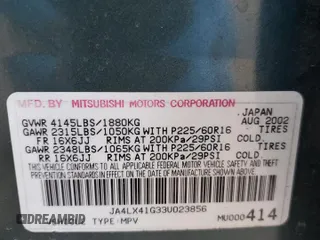 MFD BY MITSUBISHI MOTORS CORPORATION
JAPAN
GVWR 4145LBS/1880KG AUG 2002
GAWR 2315LBS/1050KG WITH P225/60R16 TIRES
FR 16X6JJ RIMS AT 200KPa/29PSI COLD.
GAWR 2348LBS/1065KG WITH P225/60R16 TIRES
RR 16X6JJ RIMS AT 200KPa/29PSI COLD.
THIS VEHICLE CONFORMS TO ALL APPLICABLE FEDERAL
MOTOR VEHICLE SAFETY STANDARDS IN EFFECT ON
THE DATE OF MANUFACTURE SHOWN ABOVE.
JA4LX41G33U023856
TYPE:MPV MU000414
DREAMBID